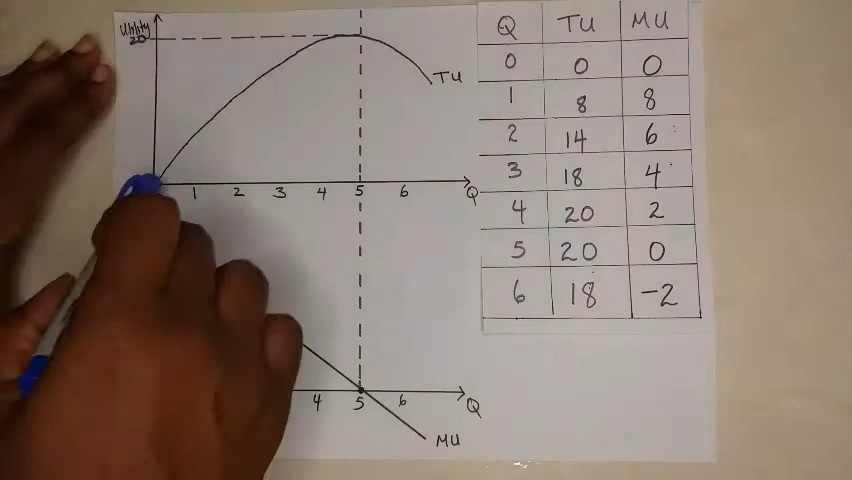 Utility
20
TU
1 2 3 4 5 6 Q
4 5 6 Q
MU
Q TU MU
0 0 0
1 8 8
2 14 6
3 18 4
4 20 2
5 20 0
6 18 -2